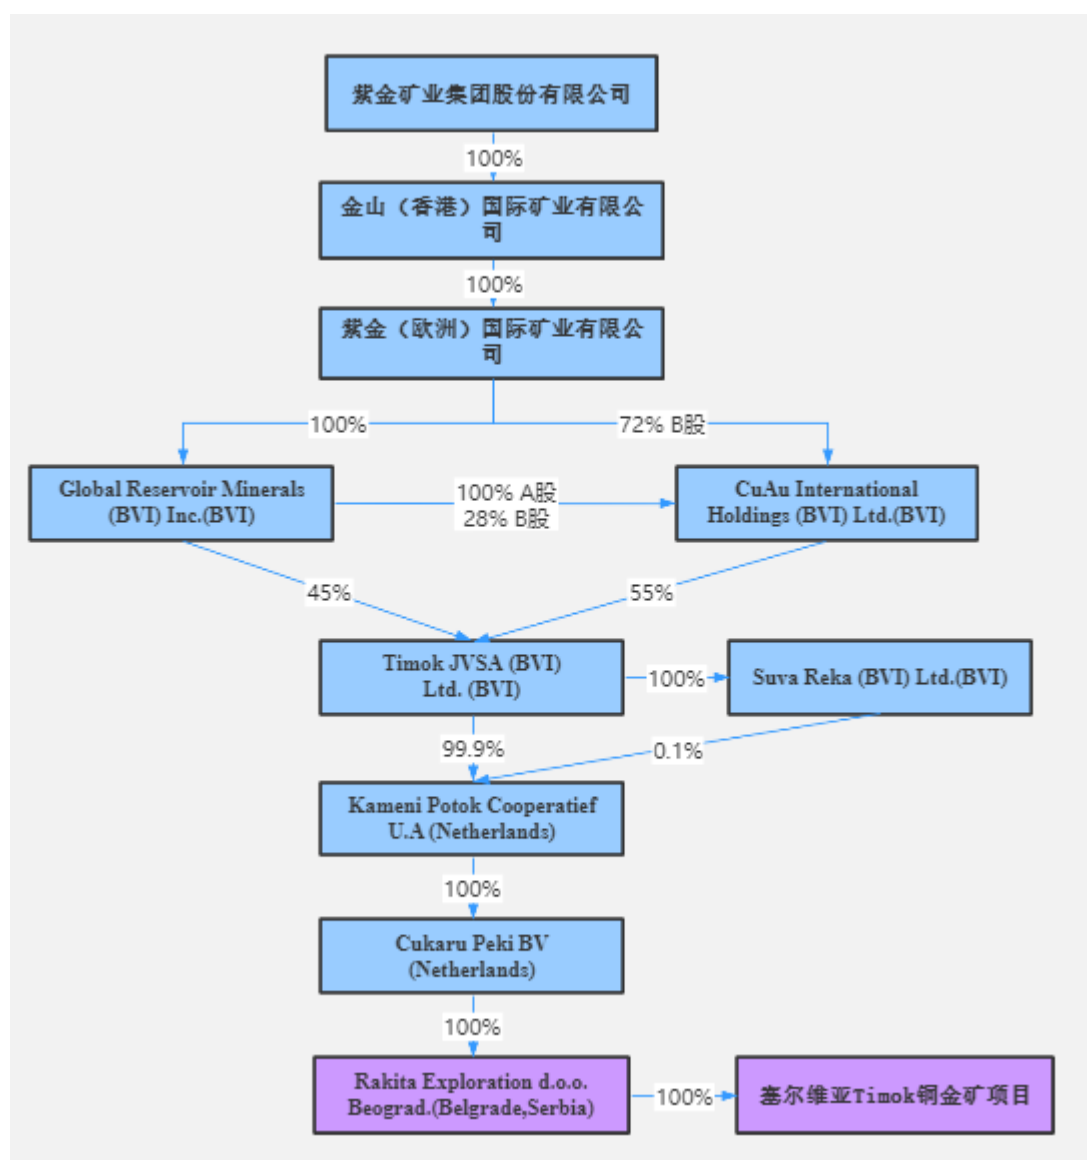 紫金矿业集团股份有限公司
100%
金山（香港）国际矿业有限公
司
100%
紫金（欧洲）国际矿业有限公
司
100%
72% B股
Global Reservoir Minerals
(BVI) Inc.(BVI)
100% A股
28% B股
CuAu International
Holdings (BVI) Ltd.(BVI)
45%
55%
Timok JVSA (BVI)
Ltd. (BVI)
100%
Suva Reka (BVI) Ltd.(BVI)
99.9%
0.1%
Kameni Potok Cooperatief
U.A (Netherlands)
100%
Cukaru Peki BV
(Netherlands)
100%
Rakita Exploration d.o.o.
Beograd.(Belgrade,Serbia)
100%
塞尔维亚Timok铜金矿项目